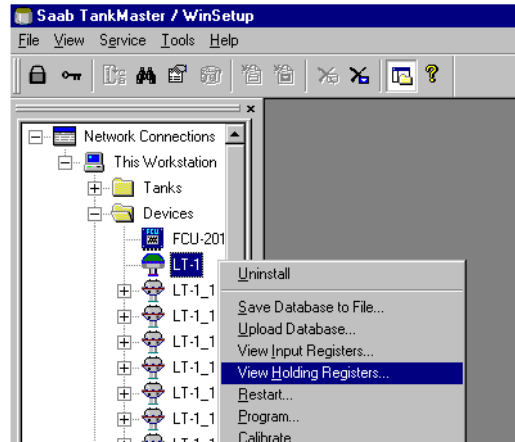 Saab TankMaster / WinSetup
File View Service Tools Help
Network Connections
This Workstation
Tanks
Devices
FCU-201
LT-1
LT-1_1
LT-1_1
LT-1_1
LT-1_1
LT-1_1
LT-1_1
LT-1_1
Uninstall
Save Database to File...
Upload Database...
View Input Registers...
View Holding Registers...
Restart...
Program...
Calibrate